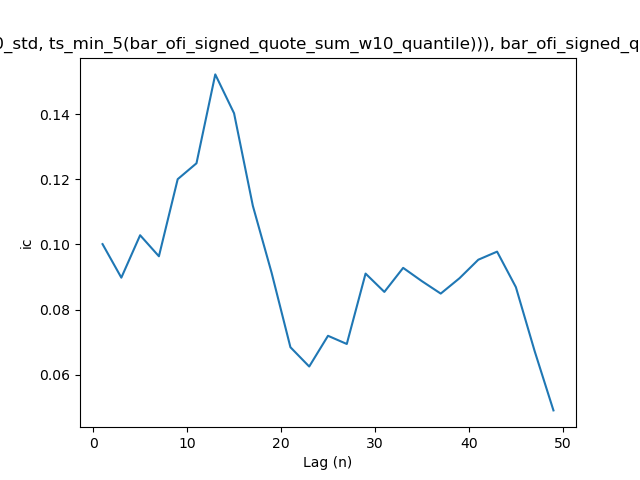 _std, ts_min_5(bar_ofi_signed_quote_sum_w10_quantile))), bar_ofi_signed_q
0.14
0.12
0.10
0.08
0.06
ic
0 10 20 30 40 50
Lag (n)